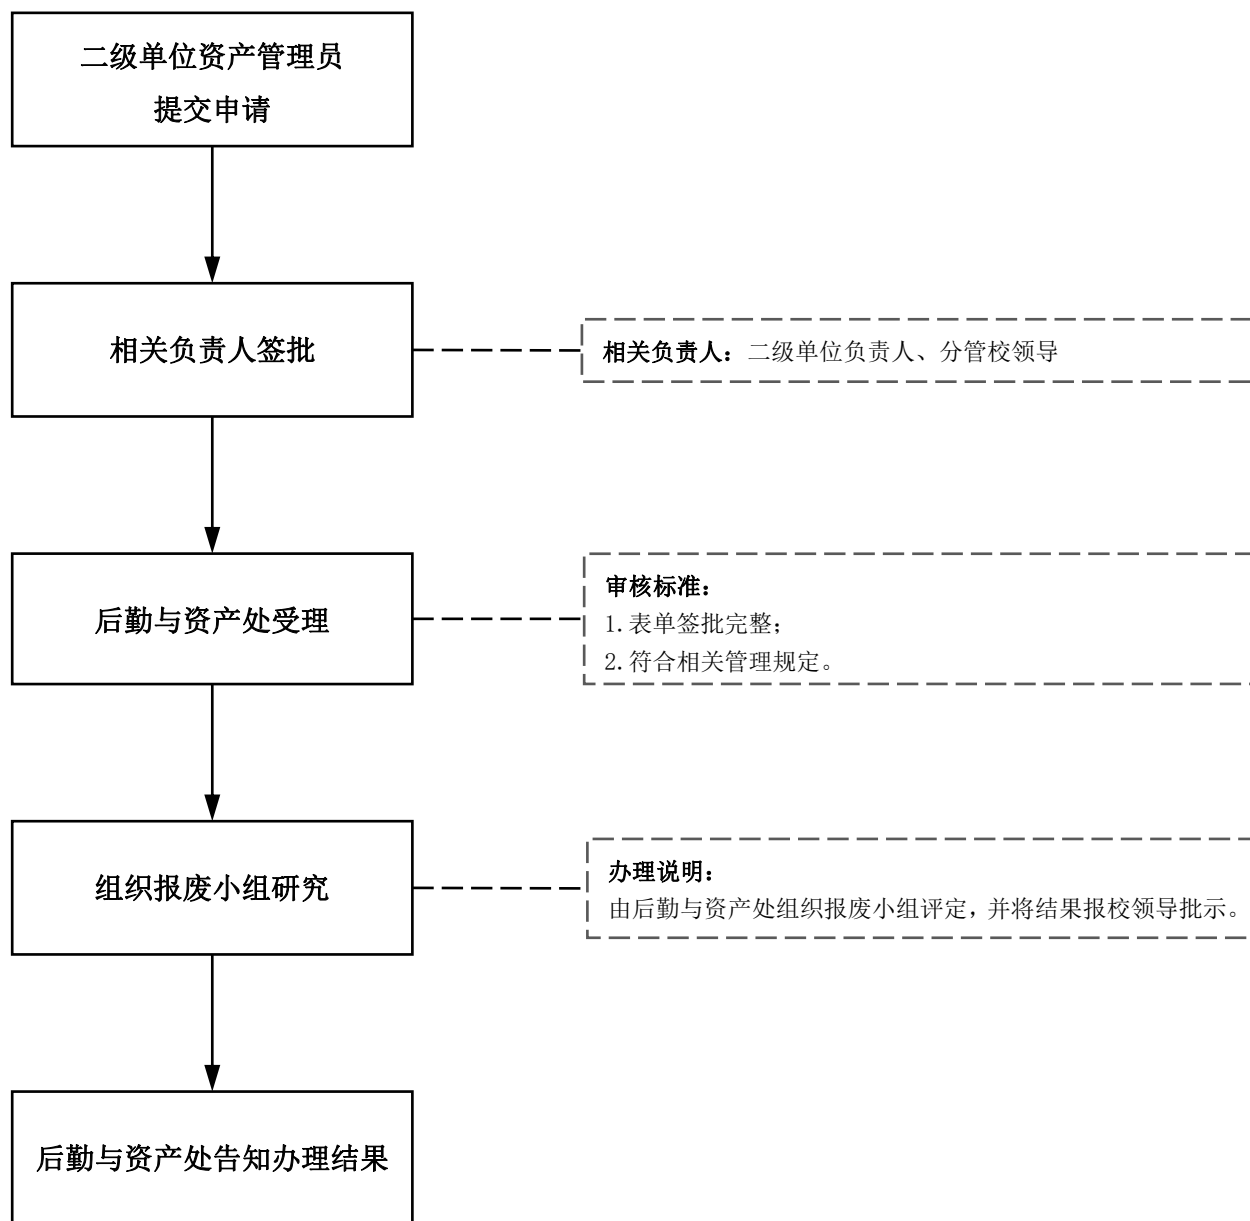 二级单位资产管理员
提交申请
相关负责人签批
相关负责人：二级单位负责人、分管校领导
后勤与资产处受理
审核标准：
1.表单签批完整；
2.符合相关管理规定。
组织报废小组研究
办理说明：
由后勤与资产处组织报废小组评定，并将结果报校领导批示。
后勤与资产处告知办理结果